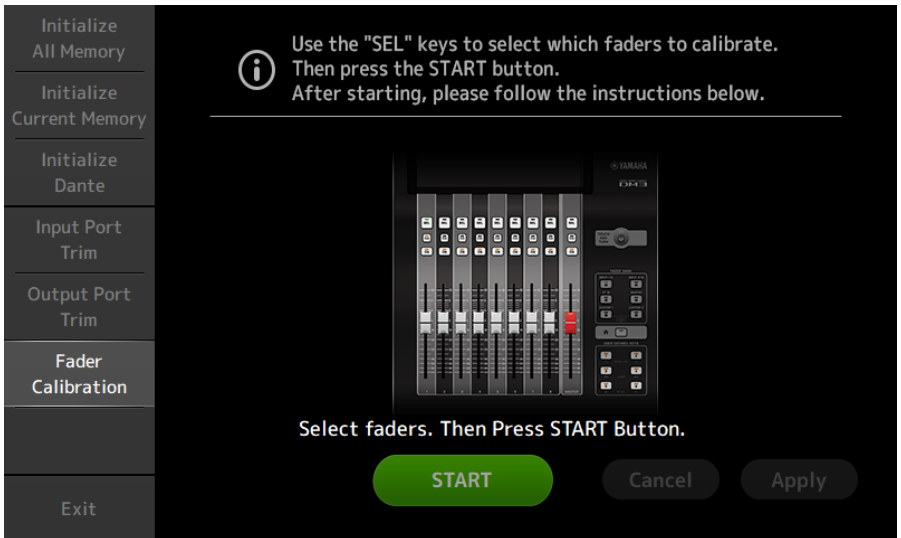 Initialize
All Memory
Initialize
Current Memory
Initialize
Dante
Input Port
Trim
Output Port
Trim
Fader
Calibration
Exit
Use the "SEL" keys to select which faders to calibrate.
Then press the START button.
After starting, please follow the instructions below.
YAMAHA
DM3
Select faders. Then Press START Button.
START
Cancel
Apply